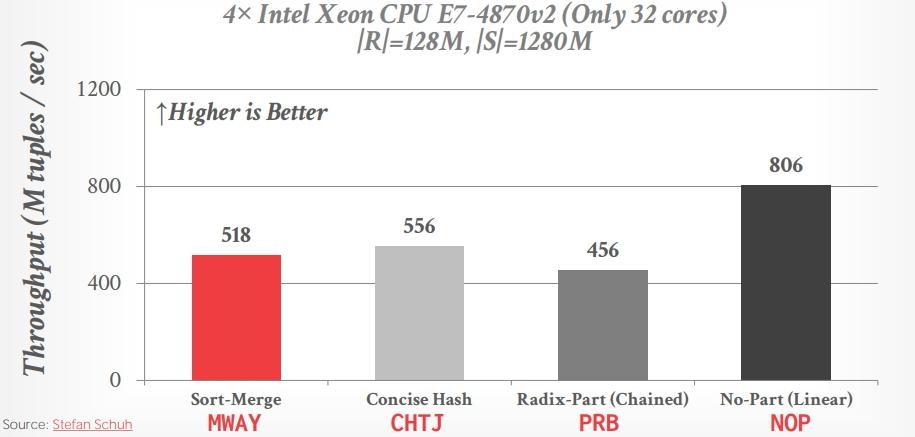 4× Intel Xeon CPU E7-4870v2 (Only 32 cores)
|R|=128M, |S|=1280M
Throughput (M tuples / sec)
1200
↑Higher is Better
800
400
0
518
556
456
806
Sort-Merge
Concise Hash
Radix-Part (Chained)
No-Part (Linear)
MWAY
CHTJ
PRB
NOP
Source: Stefan Schuh